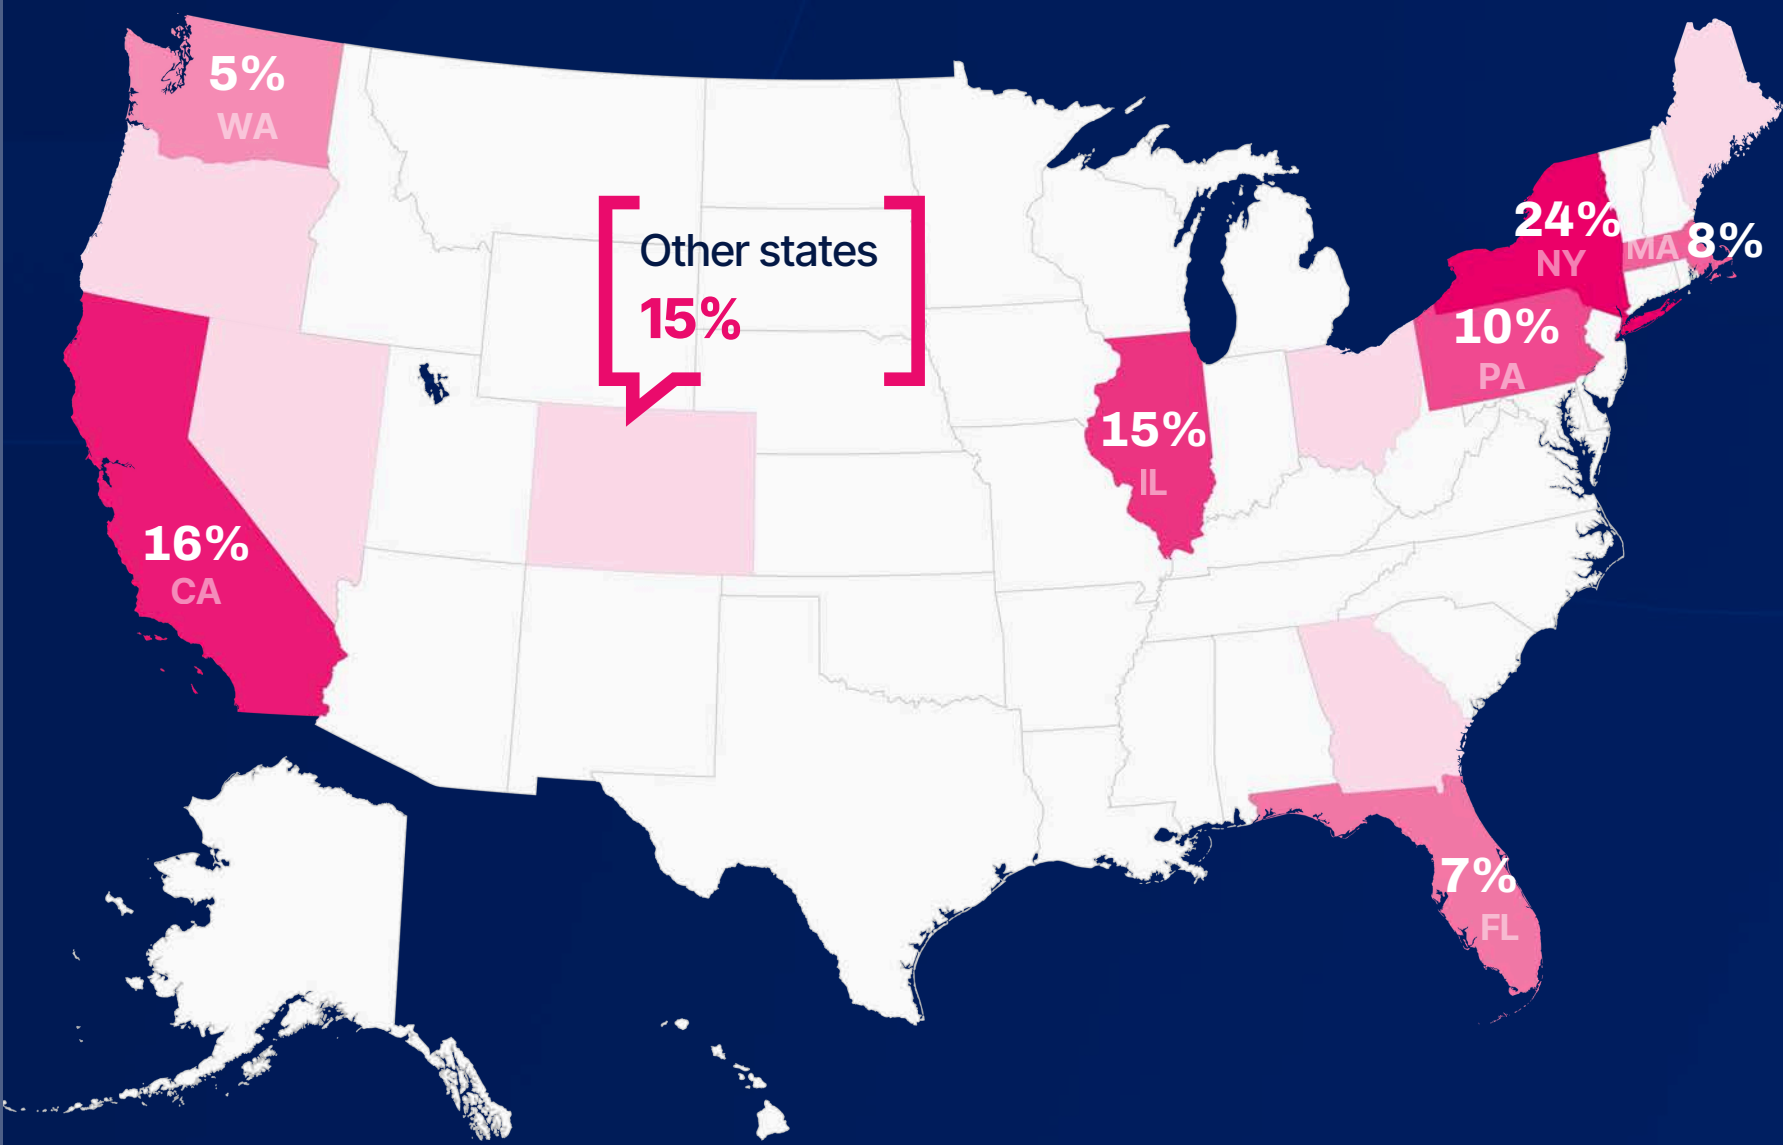 5%
WA
24%
NY
MA
8%
Other states
15%
10%
PA
15%
IL
16%
CA
7%
FL